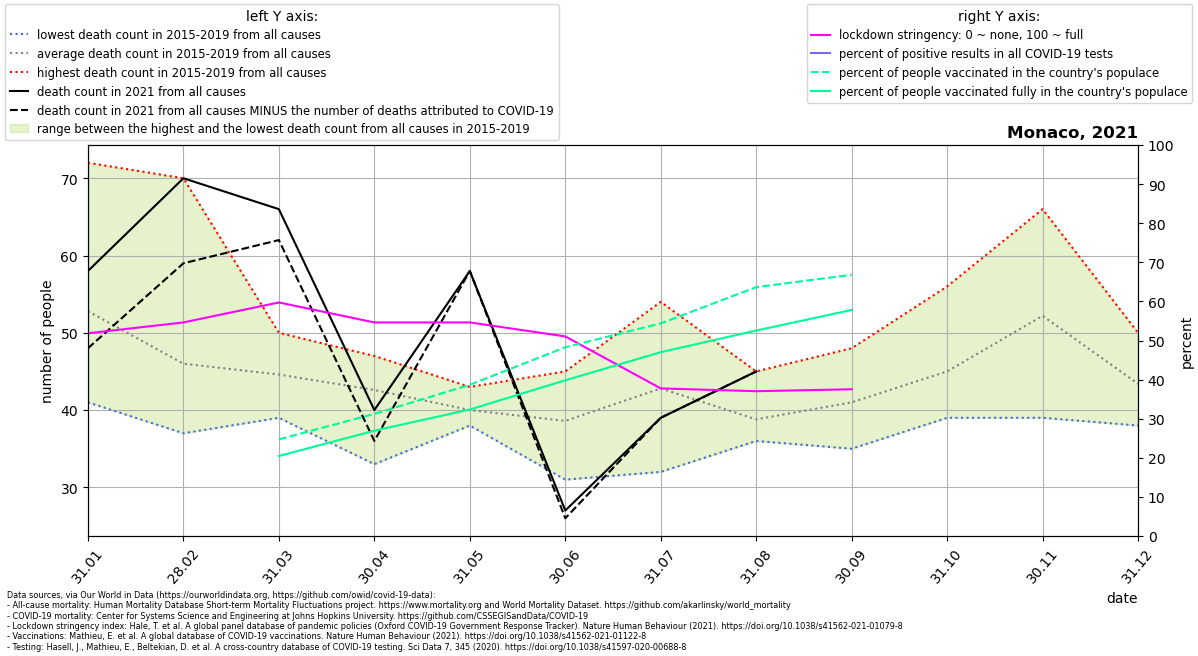 left Y axis:
lowest death count in 2015-2019 from all causes
average death count in 2015-2019 from all causes
highest death count in 2015-2019 from all causes
death count in 2021 from all causes
death count in 2021 from all causes MINUS the number of deaths attributed to COVID-19
range between the highest and the lowest death count from all causes in 2015-2019
right Y axis:
lockdown stringency: 0 ~ none, 100 ~ full
percent of positive results in all COVID-19 tests
percent of people vaccinated in the country's populace
percent of people vaccinated fully in the country's populace
Monaco, 2021
number of people
70
60
50
40
30
100
90
80
70
60
50
40
30
20
10
0
percent
31.01
28.02
31.03
30.04
31.05
30.06
31.07
31.08
30.09
31.10
30.11
31.12
date
Data sources, via Our World in Data (https://ourworldindata.org, https://github.com/owid/covid-19-data):
- All-cause mortality: Human Mortality Database Short-term Mortality Fluctuations project. https://www.mortality.org and World Mortality Dataset. https://github.com/akarlinsky/world_mortality
- COVID-19 mortality: Center for Systems Science and Engineering at Johns Hopkins University. https://github.com/CSSEGISandData/COVID-19
- Lockdown stringency index: Hale, T. et al. A global panel database of pandemic policies (Oxford COVID-19 Government Response Tracker). Nature Human Behaviour (2021). https://doi.org/10.1038/s41562-021-01079-8
- Vaccinations: Mathieu, E. et al. A global database of COVID-19 vaccinations. Nature Human Behaviour (2021). https://doi.org/10.1038/s41562-021-01122-8
- Testing: Hasell, J., Mathieu, E., Beltekian, D. et al. A cross-country database of COVID-19 testing. Sci Data 7, 345 (2020). https://doi.org/10.1038/s41597-020-00688-8